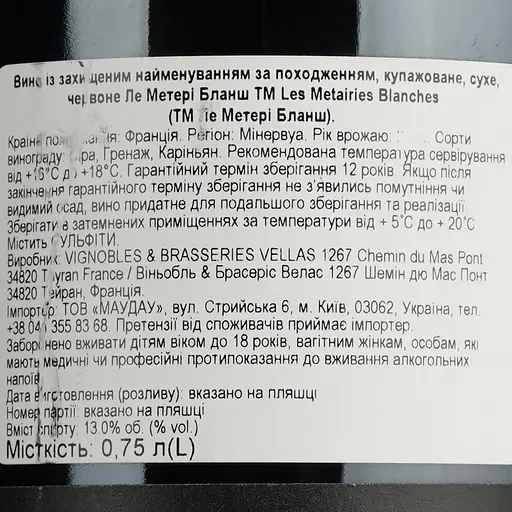 Вино із захищеним найменуванням за походженням, купажоване, сухе,
червоне Ле Метері Бланш ТМ Les Metairies Blanches
(ТМ Ле Метері Бланш).
Країна походження: Франція. Регіон: Мінервуа. Рік врожаю: Сорти
винограду: Сіра, Гренаж, Каріньян. Рекомендована температура сервірування
від +16°С до +18°С. Гарантійний термін зберігання 12 років. Якщо після
закінчення гарантійного терміну зберігання не з'явились помутніння чи
видимий осад, вино придатне для подальшого зберігання та реалізації.
Зберігати в затемнених приміщеннях за температури від + 5°С до + 20°С
Містить СУЛЬФІТИ.
Виробник: VIGNOBLES & BRASSERIES VELLAS 1267 Chemin du Mas Pont
34820 Teyran France / Віньобль & Брасеріс Велас 1267 Шемін дю Мас Понт
34820 Тейран, Франція.
Імпортер: ТОВ «МАУДАУ», вул. Стрийська 6, м. Київ, 03062, Україна, тел.
355 83 68. Претензії від споживачів приймає імпортер.
Заборонено вживати дітям віком до 18 років, вагітним жінкам, особам, які
мають медичні чи професійні протипоказання до вживання алкогольних
напоїв
Дата виготовлення (розливу): вказано на пляшці
Номер партії: вказано на пляшці
Вміст спирту: 13.0% об. (% vol.)
Місткість: 0,75 л(L)